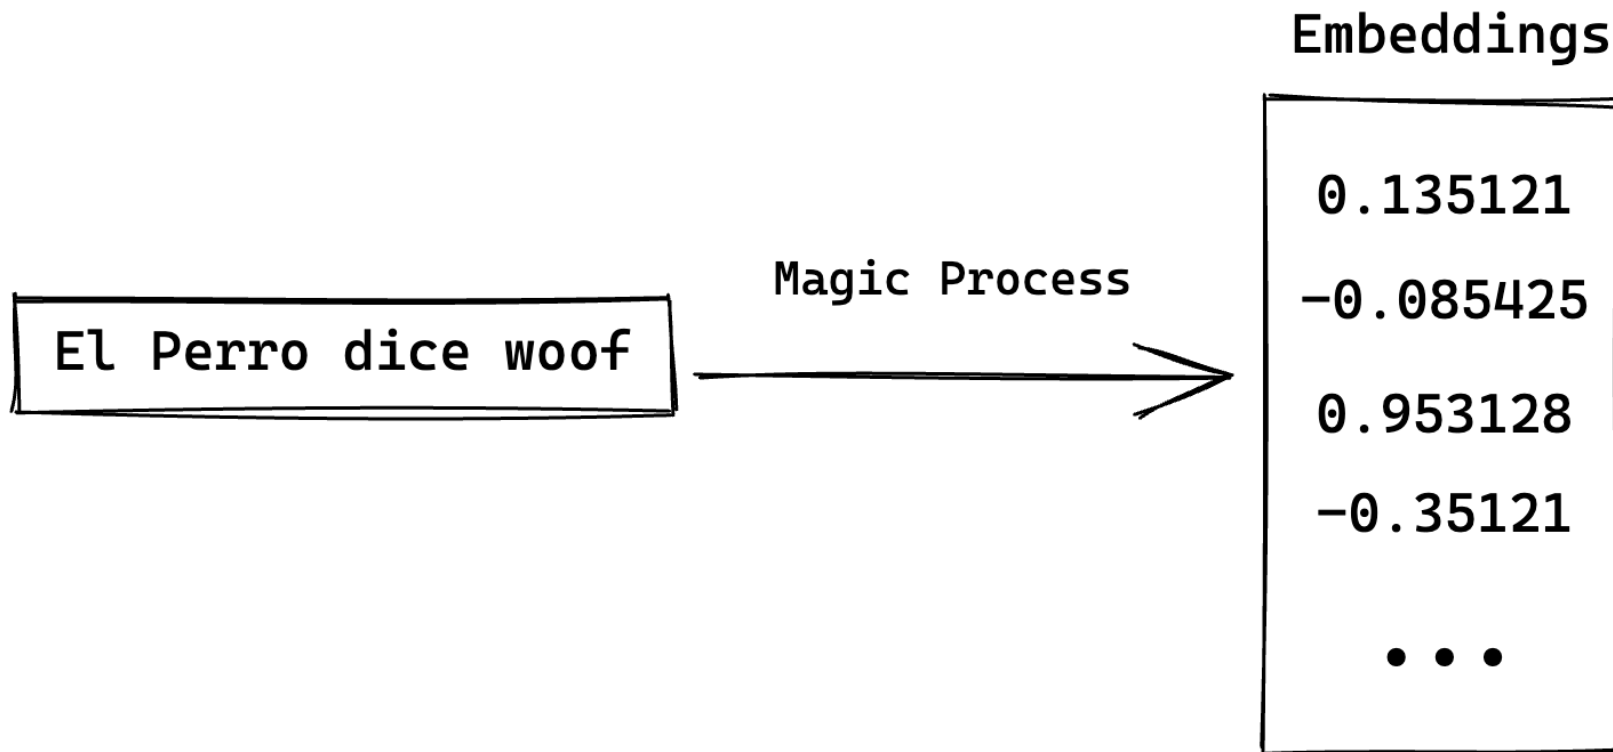 Embeddings
0.135121
Magic Process
-0.085425
El Perro dice woof
0.953128
-0.35121
...